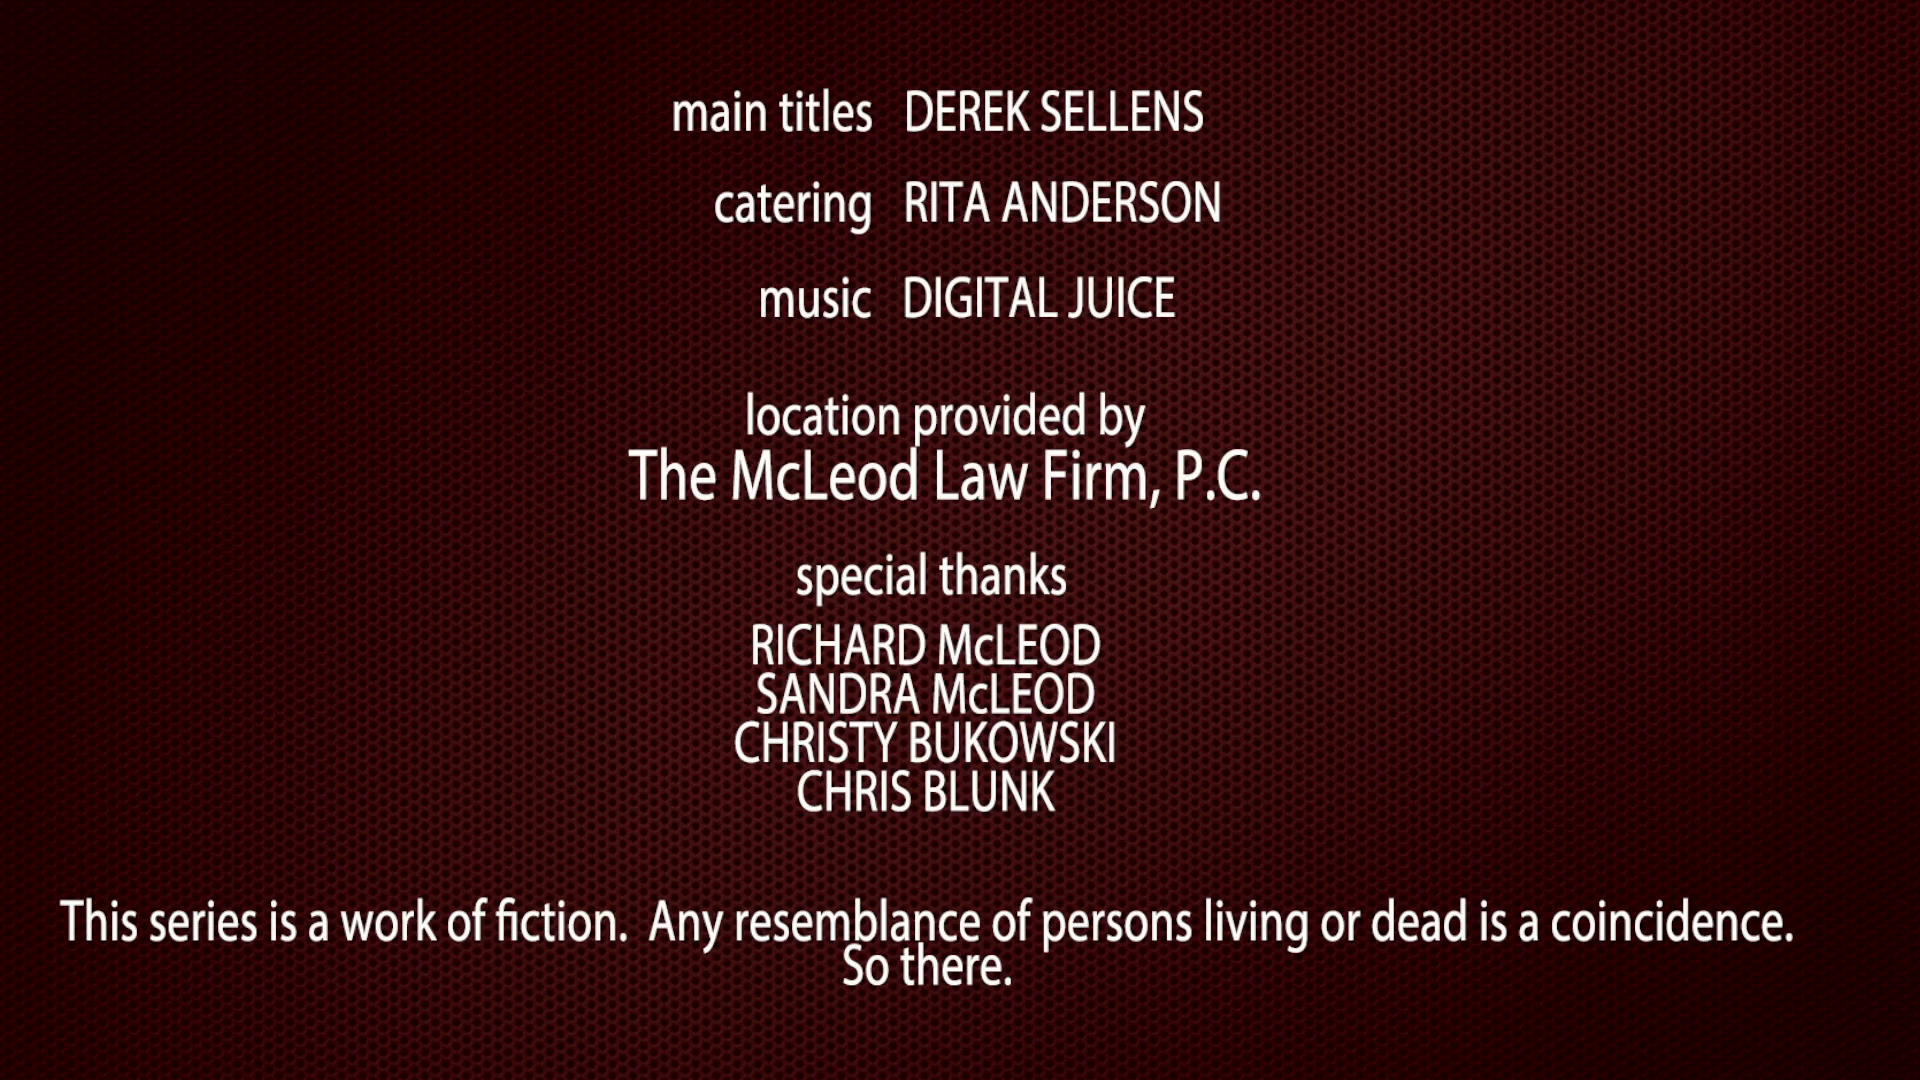 main titles DEREK SELLENS
catering RITA ANDERSON
music DIGITAL JUICE
location provided by
The McLeod Law Firm, P.C.
special thanks
RICHARD McLEOD
SANDRA McLEOD
CHRISTY BUKOWSKI
CHRIS BLUNK
This series is a work of fiction.  Any resemblance of persons living or dead is a coincidence.
So there.